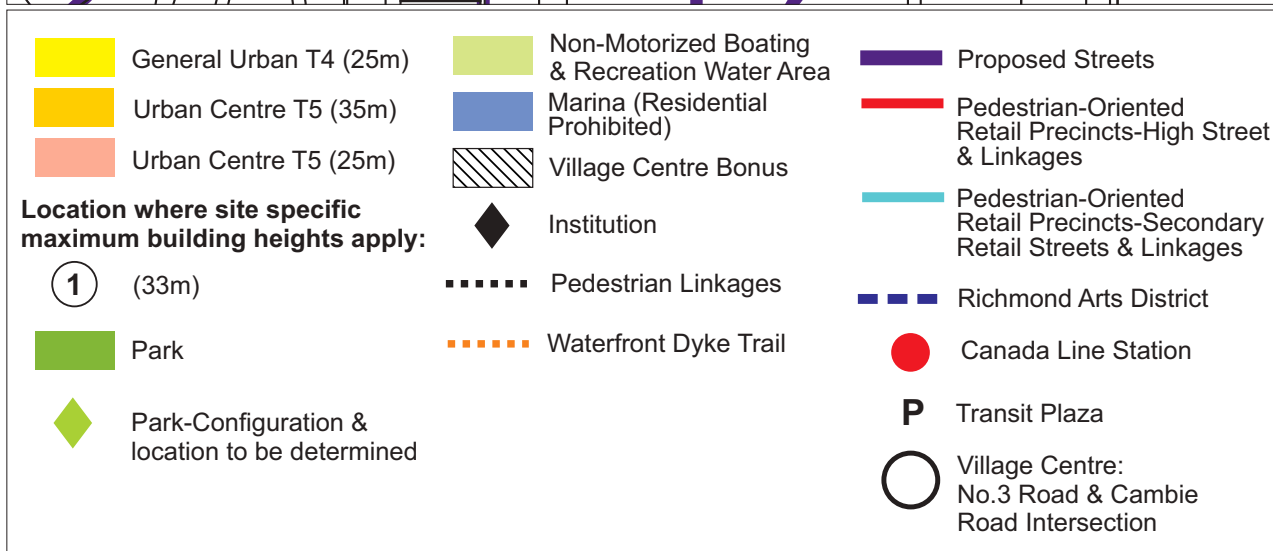 General Urban T4 (25m)
Urban Centre T5 (35m)
Urban Centre T5 (25m)
Location where site specific
maximum building heights apply:
1 (33m)
Park
Park-Configuration &
location to be determined
Non-Motorized Boating
& Recreation Water Area
Marina (Residential
Prohibited)
Village Centre Bonus
Institution
Pedestrian Linkages
Waterfront Dyke Trail
Proposed Streets
Pedestrian-Oriented
Retail Precincts-High Street
& Linkages
Pedestrian-Oriented
Retail Precincts-Secondary
Retail Streets & Linkages
Richmond Arts District
Canada Line Station
P Transit Plaza
Village Centre:
No.3 Road & Cambie
Road Intersection